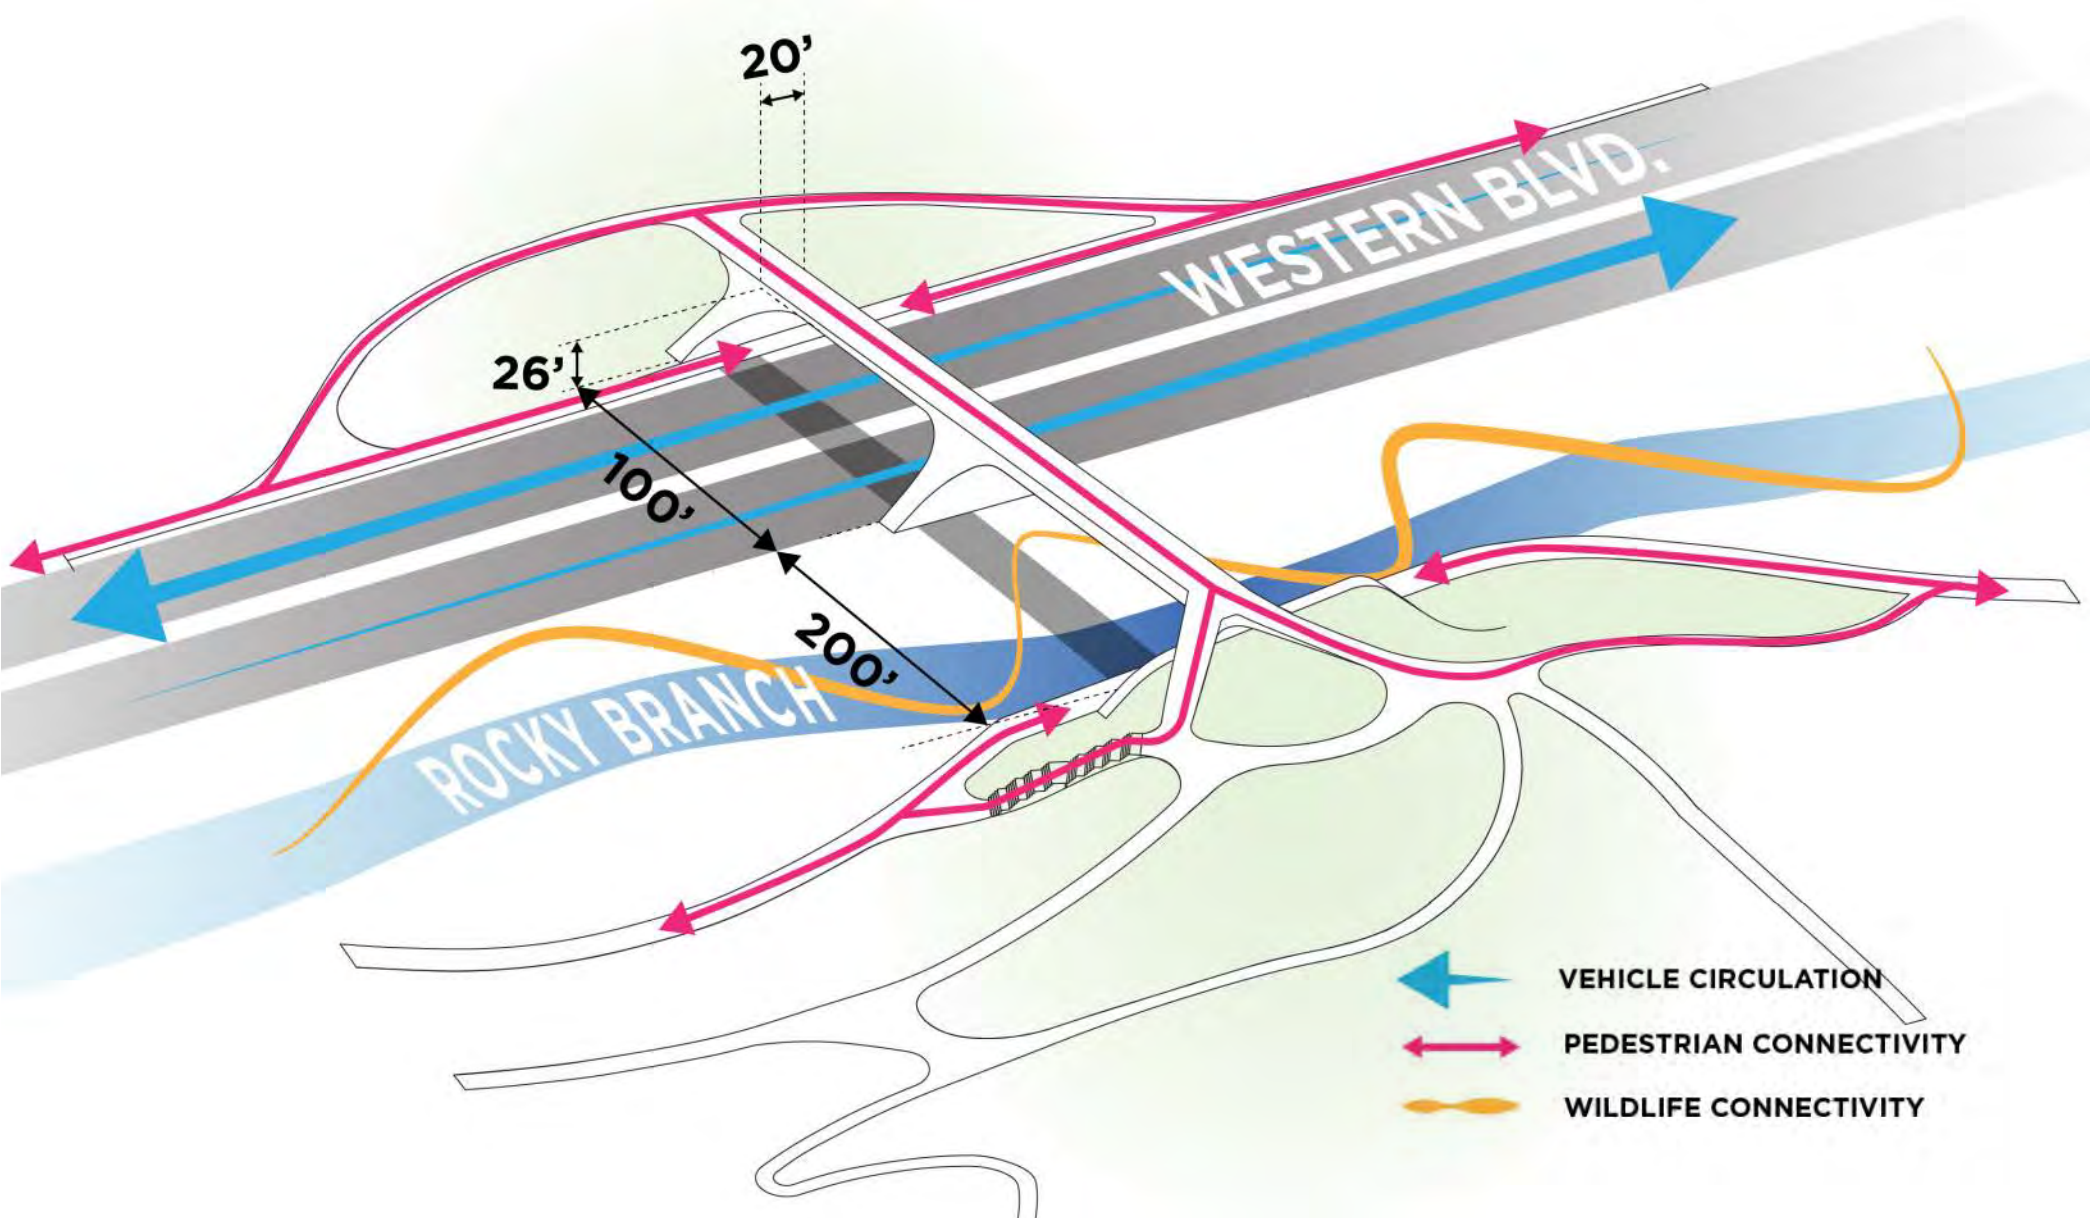 20’
WESTERN BLVD.
26’
100’
200’
ROCKY BRANCH
VEHICLE CIRCULATION
PEDESTRIAN CONNECTIVITY
WILDLIFE CONNECTIVITY